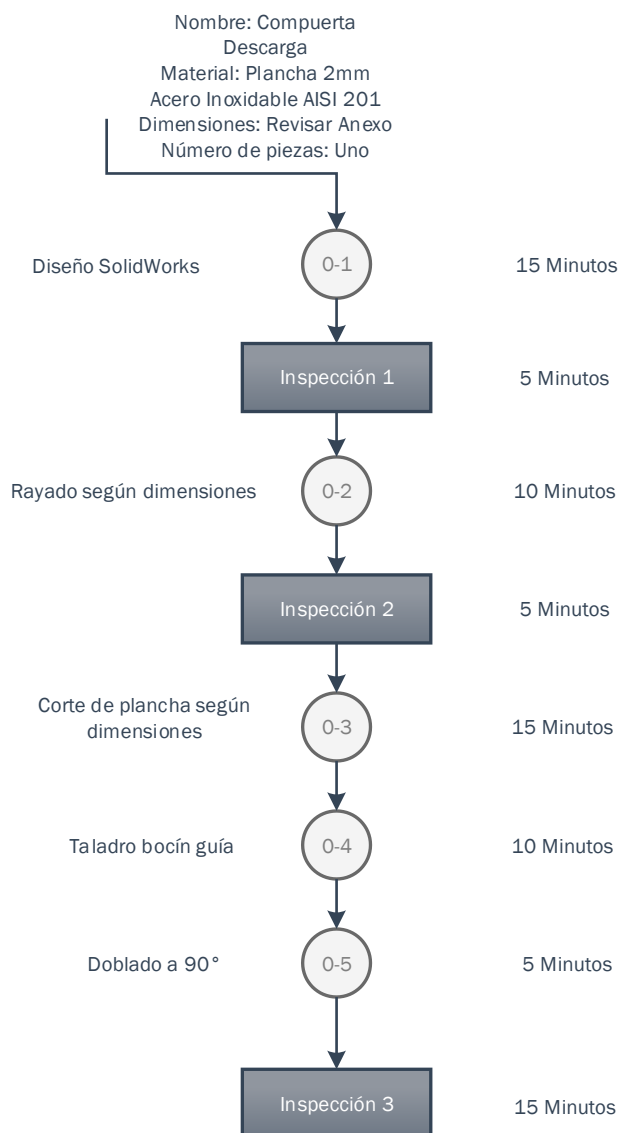 Nombre: Compuerta
Descarga
Material: Plancha 2mm
Acero Inoxidable AISI 201
Dimensiones: Revisar Anexo
Número de piezas: Uno
Diseño SolidWorks
0-1
15 Minutos
Inspección 1
5 Minutos
Rayado según dimensiones
0-2
10 Minutos
Inspección 2
5 Minutos
Corte de plancha según
dimensiones
0-3
15 Minutos
Taladro bocín guía
0-4
10 Minutos
Doblado a 90°
0-5
5 Minutos
Inspección 3
15 Minutos